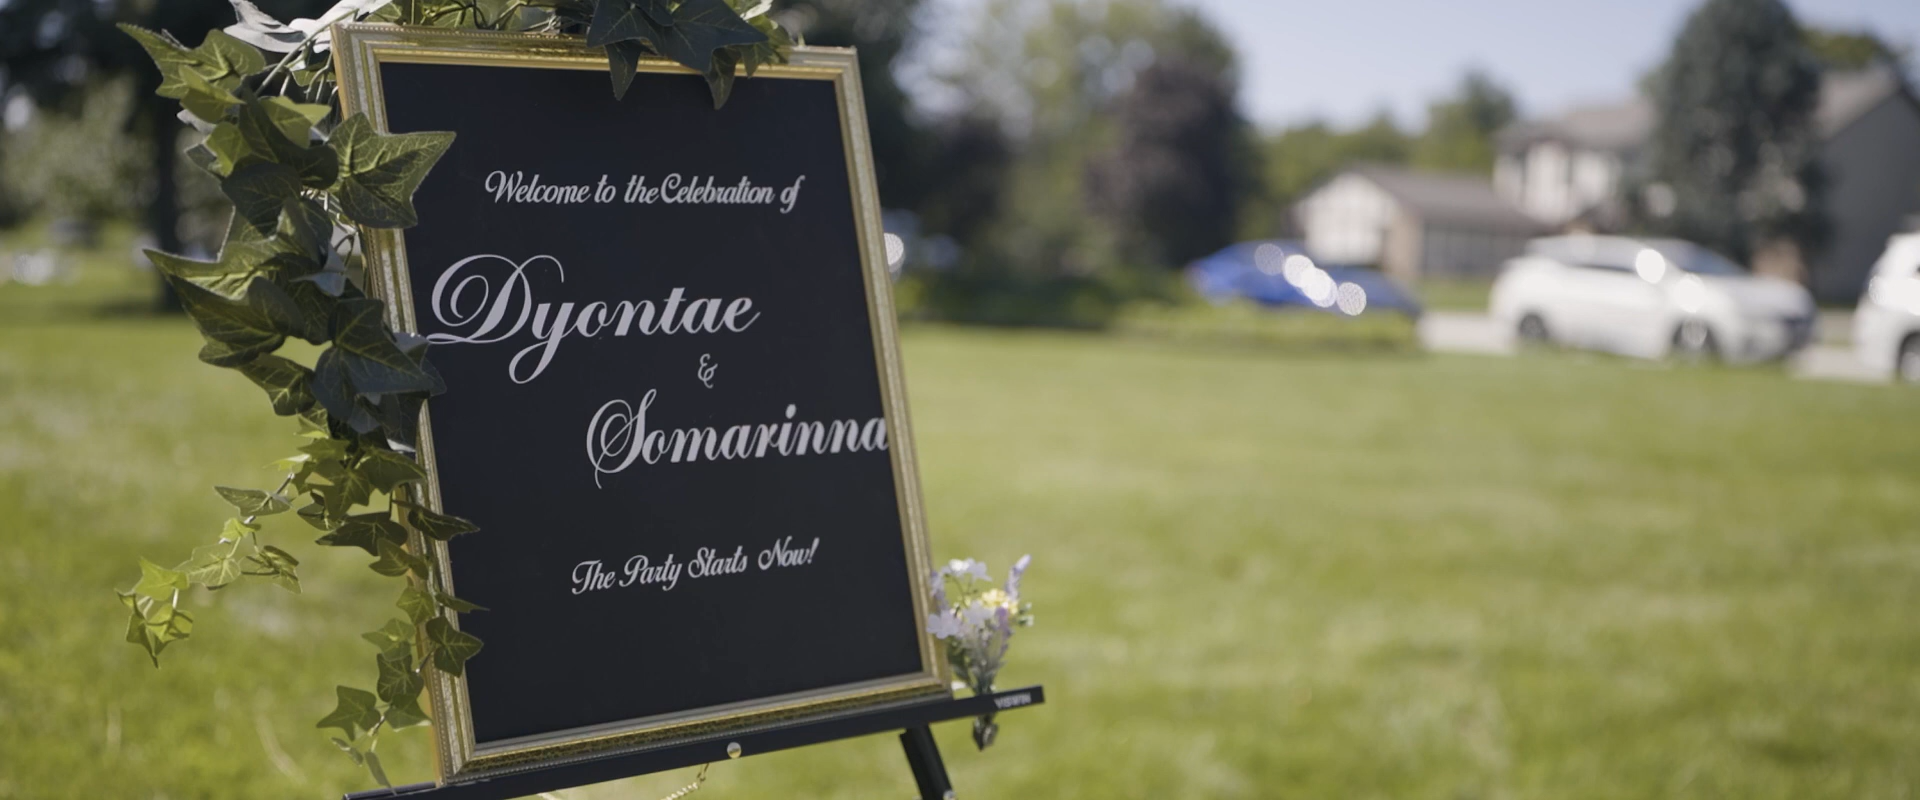 Welcome to the Celebration of
Dyontae
&
Somarinna
The Party Starts Now!